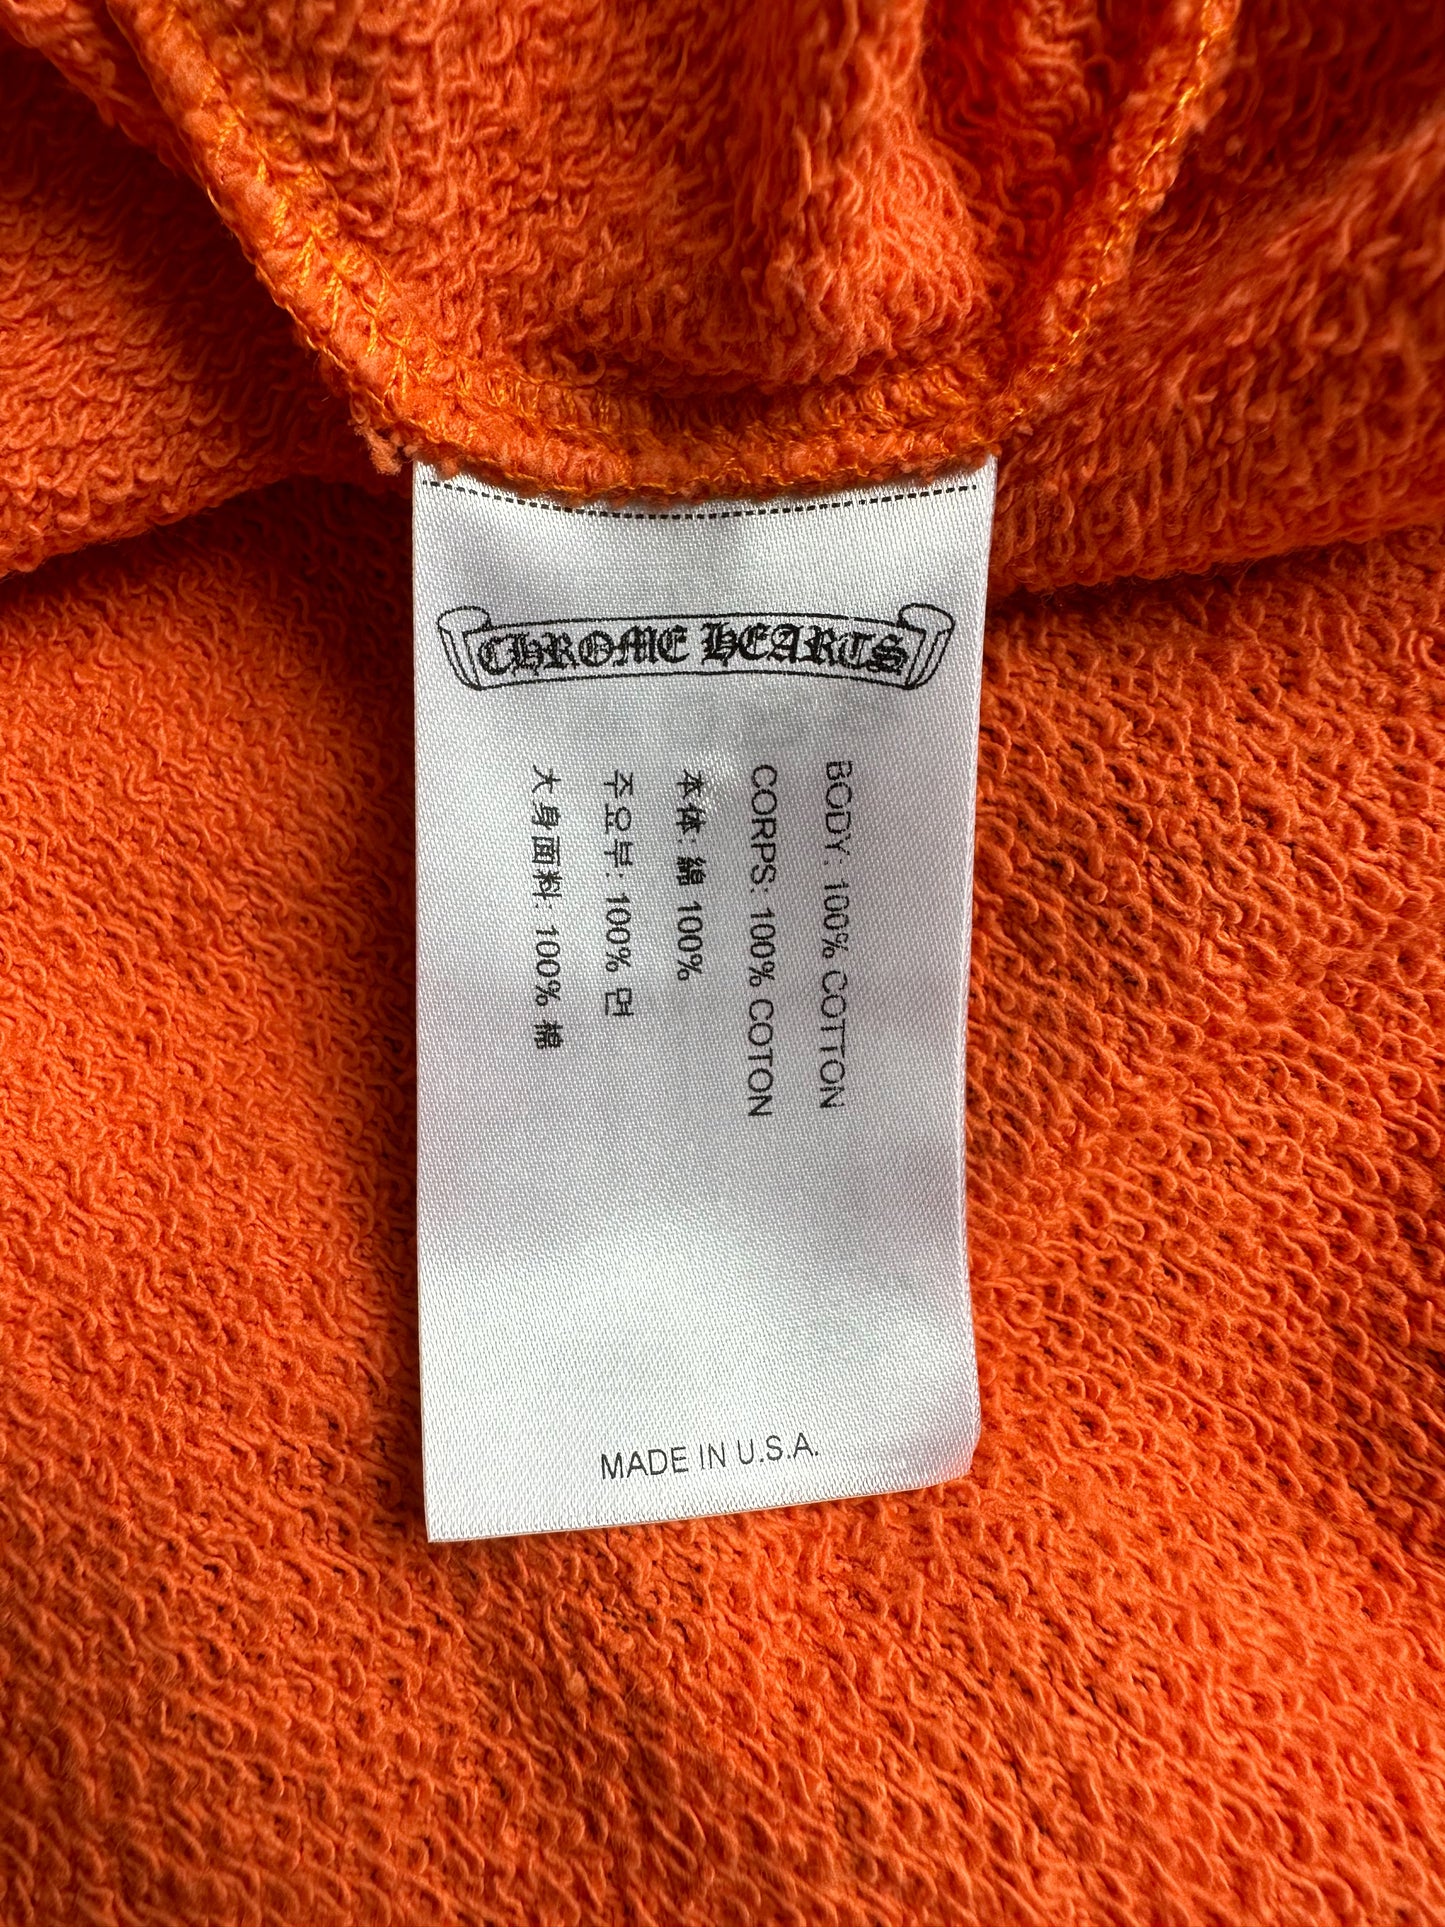 CHROME HEARTS
BODY: 100% COTTON
CORPS: 100% COTON
本体: 綿 100%
주요부: 100% 면
大身面料: 100% 棉
MADE IN U.S.A.